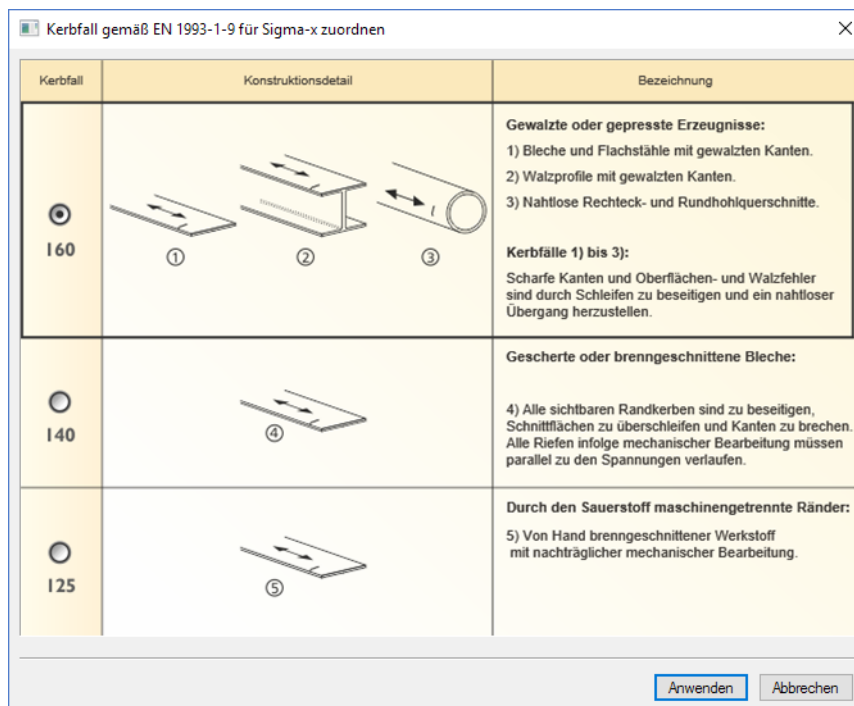 Kerbfall gemäß EN 1993-1-9 für Sigma-x zuordnen
Kerbfall
Konstruktionsdetail
Bezeichnung
160
①
②
③
Gewalzte oder gepresste Erzeugnisse:
1) Bleche und Flachstähle mit gewalzten Kanten.
2) Walzprofile mit gewalzten Kanten.
3) Nahtlose Rechteck- und Rundhohlquerschnitte.
Kerbfälle 1) bis 3):
Scharfe Kanten und Oberflächen- und Walzfehler
sind durch Schleifen zu beseitigen und ein nahtloser
Übergang herzustellen.
140
④
Gescherte oder brenngeschnittene Bleche:
4) Alle sichtbaren Randkerben sind zu beseitigen,
Schnittflächen zu überschleifen und Kanten zu brechen.
Alle Riefen infolge mechanischer Bearbeitung müssen
parallel zu den Spannungen verlaufen.
125
⑤
Durch den Sauerstoff maschinengetrennte Ränder:
5) Von Hand brenngeschnittener Werkstoff
mit nachträglicher mechanischer Bearbeitung.
Anwenden
Abbrechen